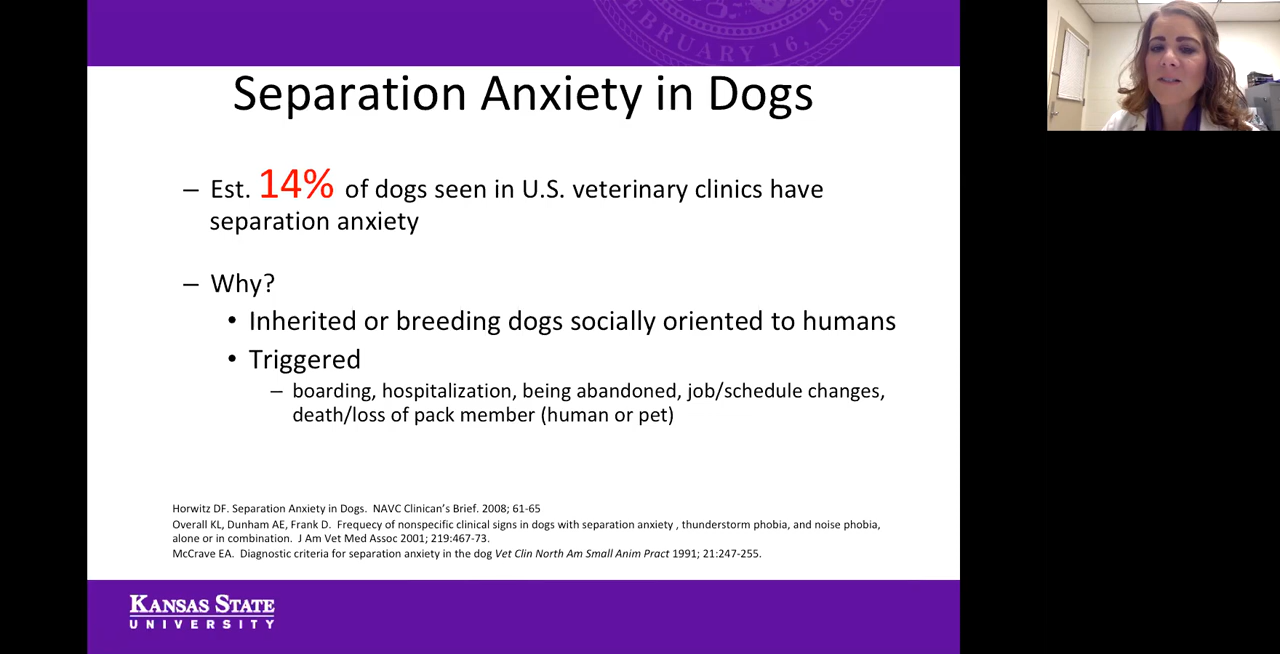 FEBRUARY 16, 186
Separation Anxiety in Dogs
– Est. 14% of dogs seen in U.S. veterinary clinics have
separation anxiety
– Why?
• Inherited or breeding dogs socially oriented to humans
• Triggered
– boarding, hospitalization, being abandoned, job/schedule changes,
death/loss of pack member (human or pet)
Horwitz DF. Separation Anxiety in Dogs. NAVC Clinican's Brief. 2008; 61-65
Overall KL, Dunham AE, Frank D. Frequecy of nonspecific clinical signs in dogs with separation anxiety , thunderstorm phobia, and noise phobia,
alone or in combination. J Am Vet Med Assoc 2001; 219:467-73.
McCrave EA. Diagnostic criteria for separation anxiety in the dog Vet Clin North Am Small Anim Pract 1991; 21:247-255.
KANSAS STATE
UNIVERSITY